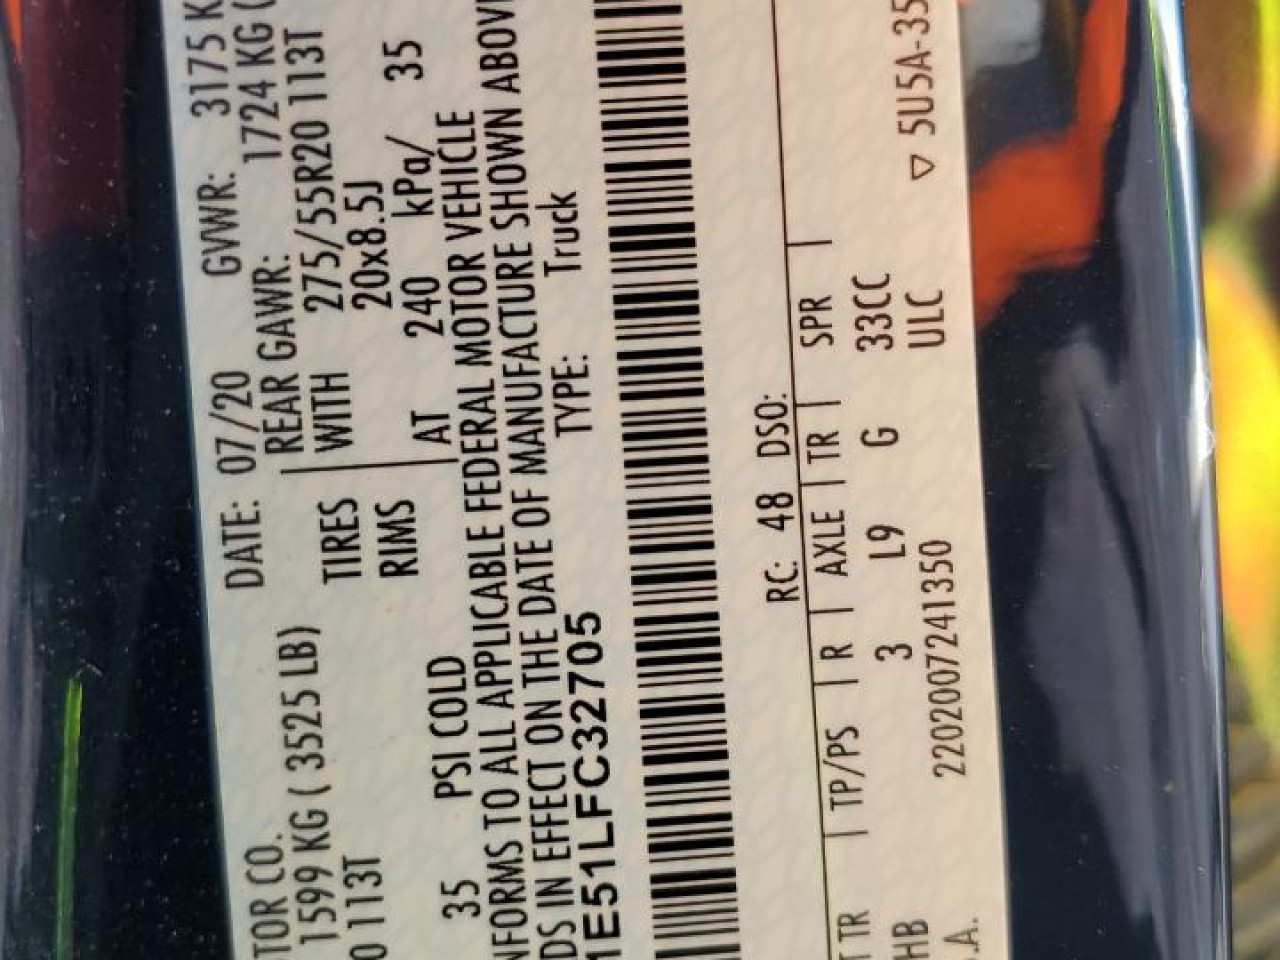 TOR CO. DATE: 07/20 GVWR: 3175 K
1599 KG ( 3525 LB) REAR GAWR: 1724 KG (
0 113T TIRES WITH 275/55R20 113T
RIMS 20x8.5J
35 PSI COLD AT 240 kPa/ 35
NFORMS TO ALL APPLICABLE FEDERAL MOTOR VEHICLE
DS IN EFFECT ON THE DATE OF MANUFACTURE SHOWN ABOV
1E51LFC32705 TYPE: Truck
RC: 48 DSO:
T TR | TP/PS | R | AXLE | TR | SPR |
HB 3 L9 G 33CC
.A. 2202007241350 ULC ▽ 5U5A-35